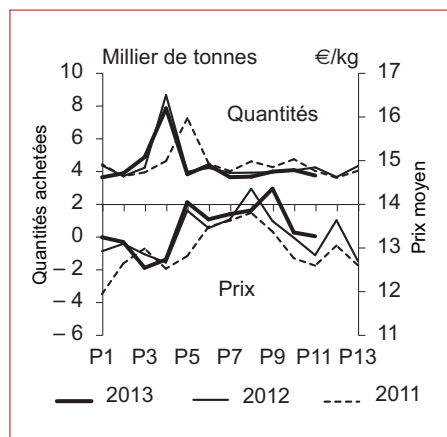 Millier de tonnes €/kg
10 17
8 16
Quantités
6 15
4 14
2
0 13
Prix
– 2 12
– 4
– 6 11
P1 P3 P5 P7 P9 P11 P13
Quantités achetées
Prix moyen
2013 2012 2011